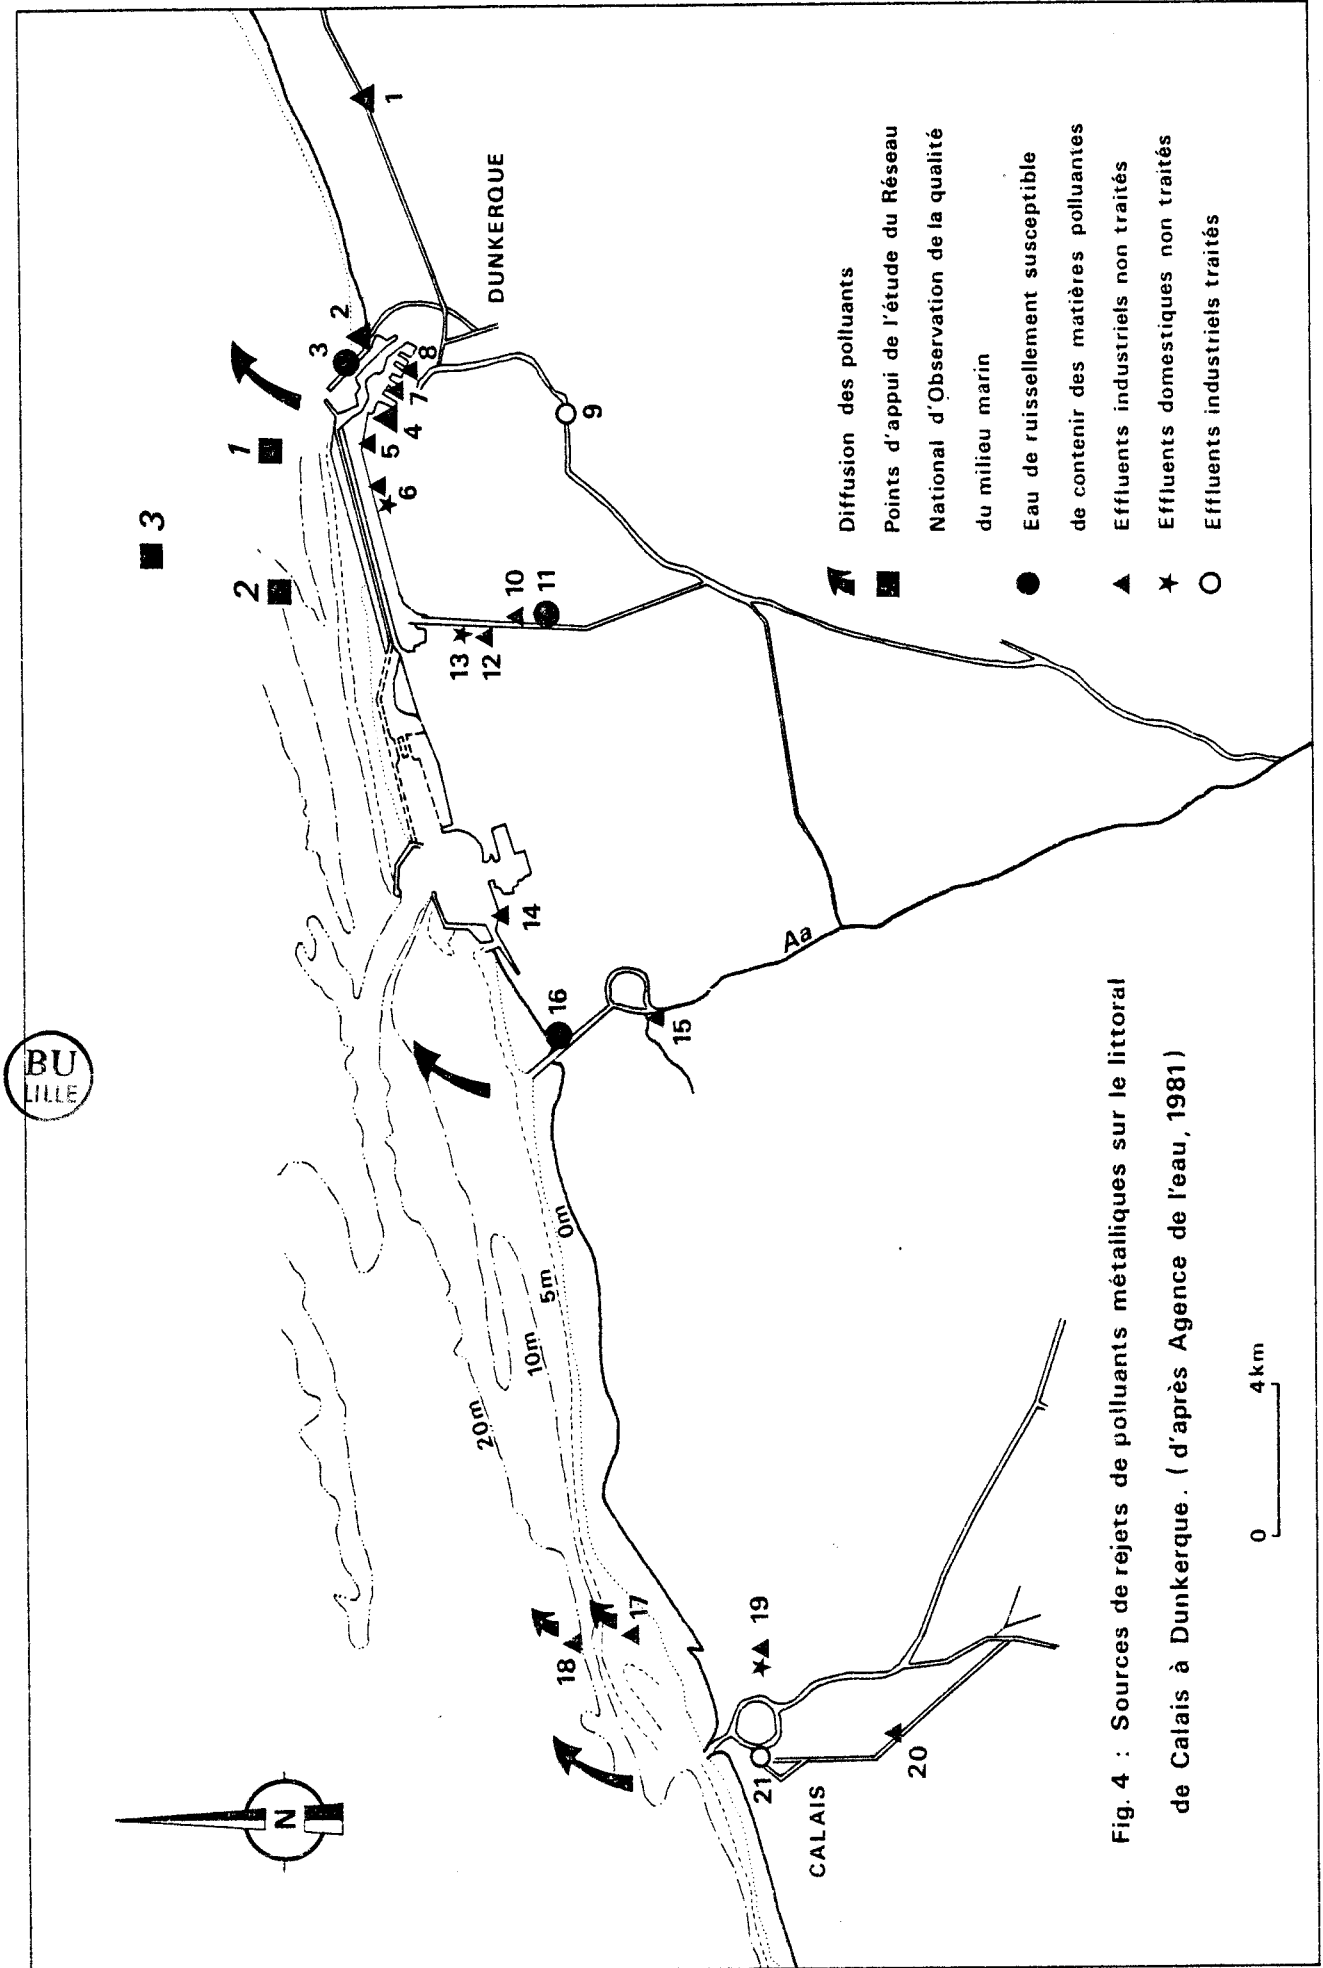 BU
LILLE
N
1
2
3
DUNKERQUE
1
2
3
4
5
6
7
8
9
10
11
12
13
14
15
16
17
18
19
20
21
Aa
0m
5m
10m
20m
CALAIS
Diffusion des polluants
Points d'appui de l'étude du Réseau
National d'Observation de la qualité
du milieu marin
Eau de ruissellement susceptible
de contenir des matières polluantes
Effluents industriels non traités
Effluents domestiques non traités
Effluents industriels traités
Fig. 4 : Sources de rejets de polluants métalliques sur le littoral
de Calais à Dunkerque. ( d'après Agence de l'eau, 1981 )
0 4km